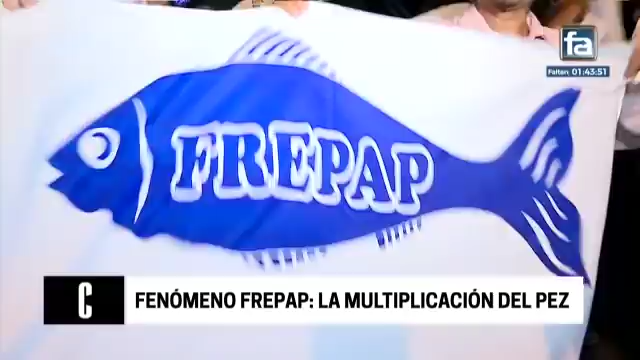 fa
Faltan: 01:43:51
FREPAP
C
FENÓMENO FREPAP: LA MULTIPLICACIÓN DEL PEZ